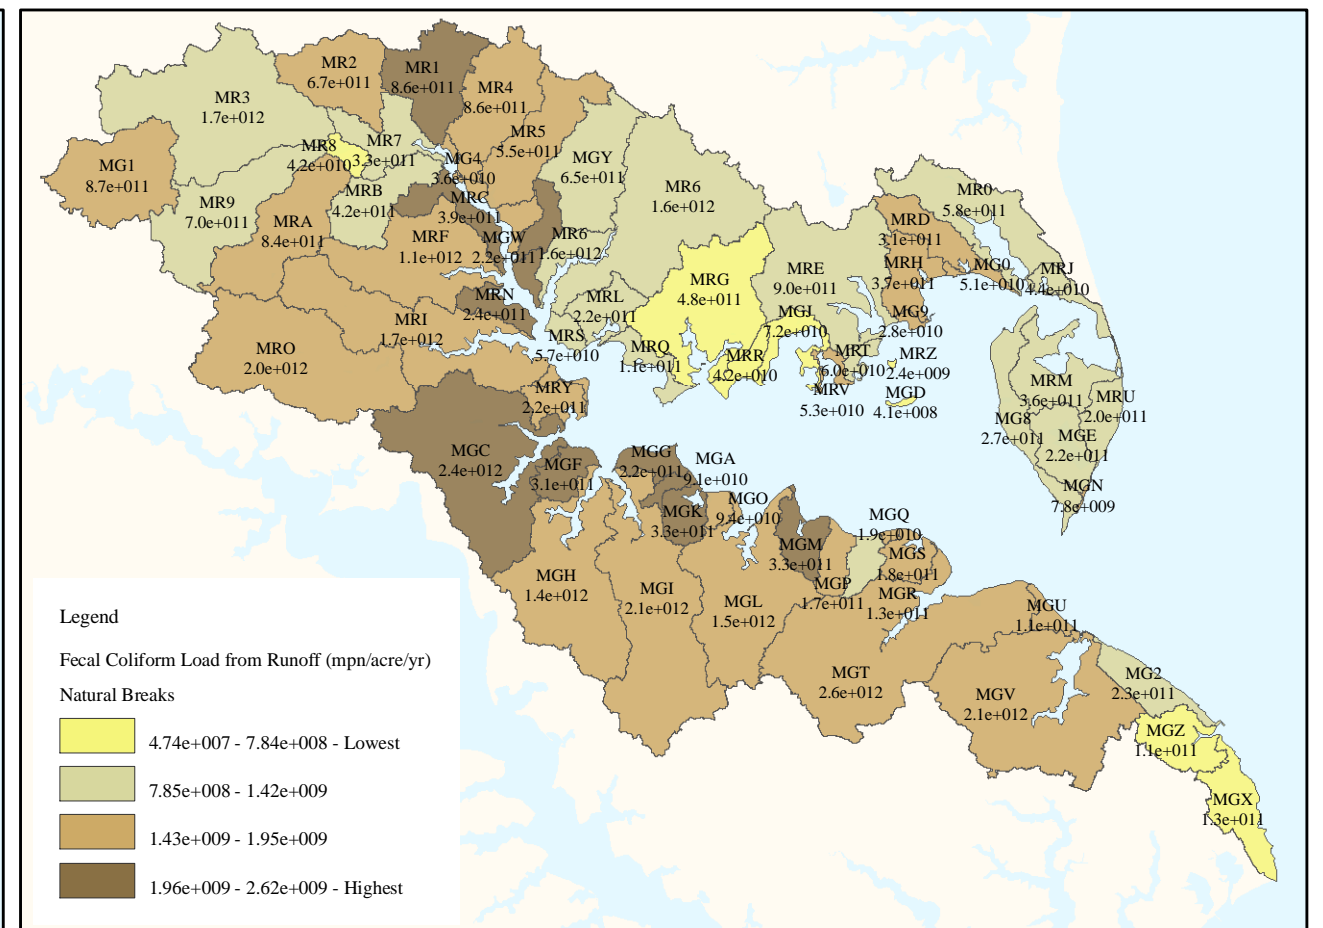 MR2
6.7e+011
MR1
8.6e+011
MR4
8.6e+011
MR3
1.7e+012
MR5
5.5e+011
MR7
3.3e+011
MR8
4.2e+010
MG1
8.7e+011
MG4
3.6e+010
MGY
6.5e+011
MR6
1.6e+012
MR9
7.0e+011
MRB
4.2e+011
MRC
3.9e+011
MRA
8.4e+011
MRF
1.1e+012
MGW
2.2e+011
MR6
1.6e+012
MR0
5.8e+011
MRD
3.1e+011
MRH
3.7e+011
MG0
5.1e+010
MRJ
4.4e+010
MRE
9.0e+011
MRG
4.8e+011
MRN
2.4e+011
MRL
2.2e+011
MGJ
7.2e+010
MG9
2.8e+010
MRI
1.7e+012
MRS
5.7e+010
MRO
2.0e+012
MRQ
1.1e+011
MRR
4.2e+010
MRT
6.0e+010
MRZ
2.4e+009
MRV
5.3e+010
MGD
4.1e+008
MRY
2.2e+011
MRM
3.6e+011
MRU
2.0e+011
MG8
2.7e+011
MGE
2.2e+011
MGN
7.8e+009
MGC
2.4e+012
MGF
3.1e+011
MGG
2.2e+011
MGA
9.1e+010
MGK
3.3e+011
MGO
9.4e+010
MGM
3.3e+011
MGQ
1.9e+010
MGS
1.8e+011
MGP
1.7e+011
MGR
1.3e+011
MGH
1.4e+012
MGI
2.1e+012
MGL
1.5e+012
MGU
1.1e+011
MGT
2.6e+012
MGV
2.1e+012
MG2
2.3e+011
MGZ
1.1e+011
MGX
1.3e+011
Legend
Fecal Coliform Load from Runoff (mpn/acre/yr)
Natural Breaks
4.74e+007 - 7.84e+008 - Lowest
7.85e+008 - 1.42e+009
1.43e+009 - 1.95e+009
1.96e+009 - 2.62e+009 - Highest